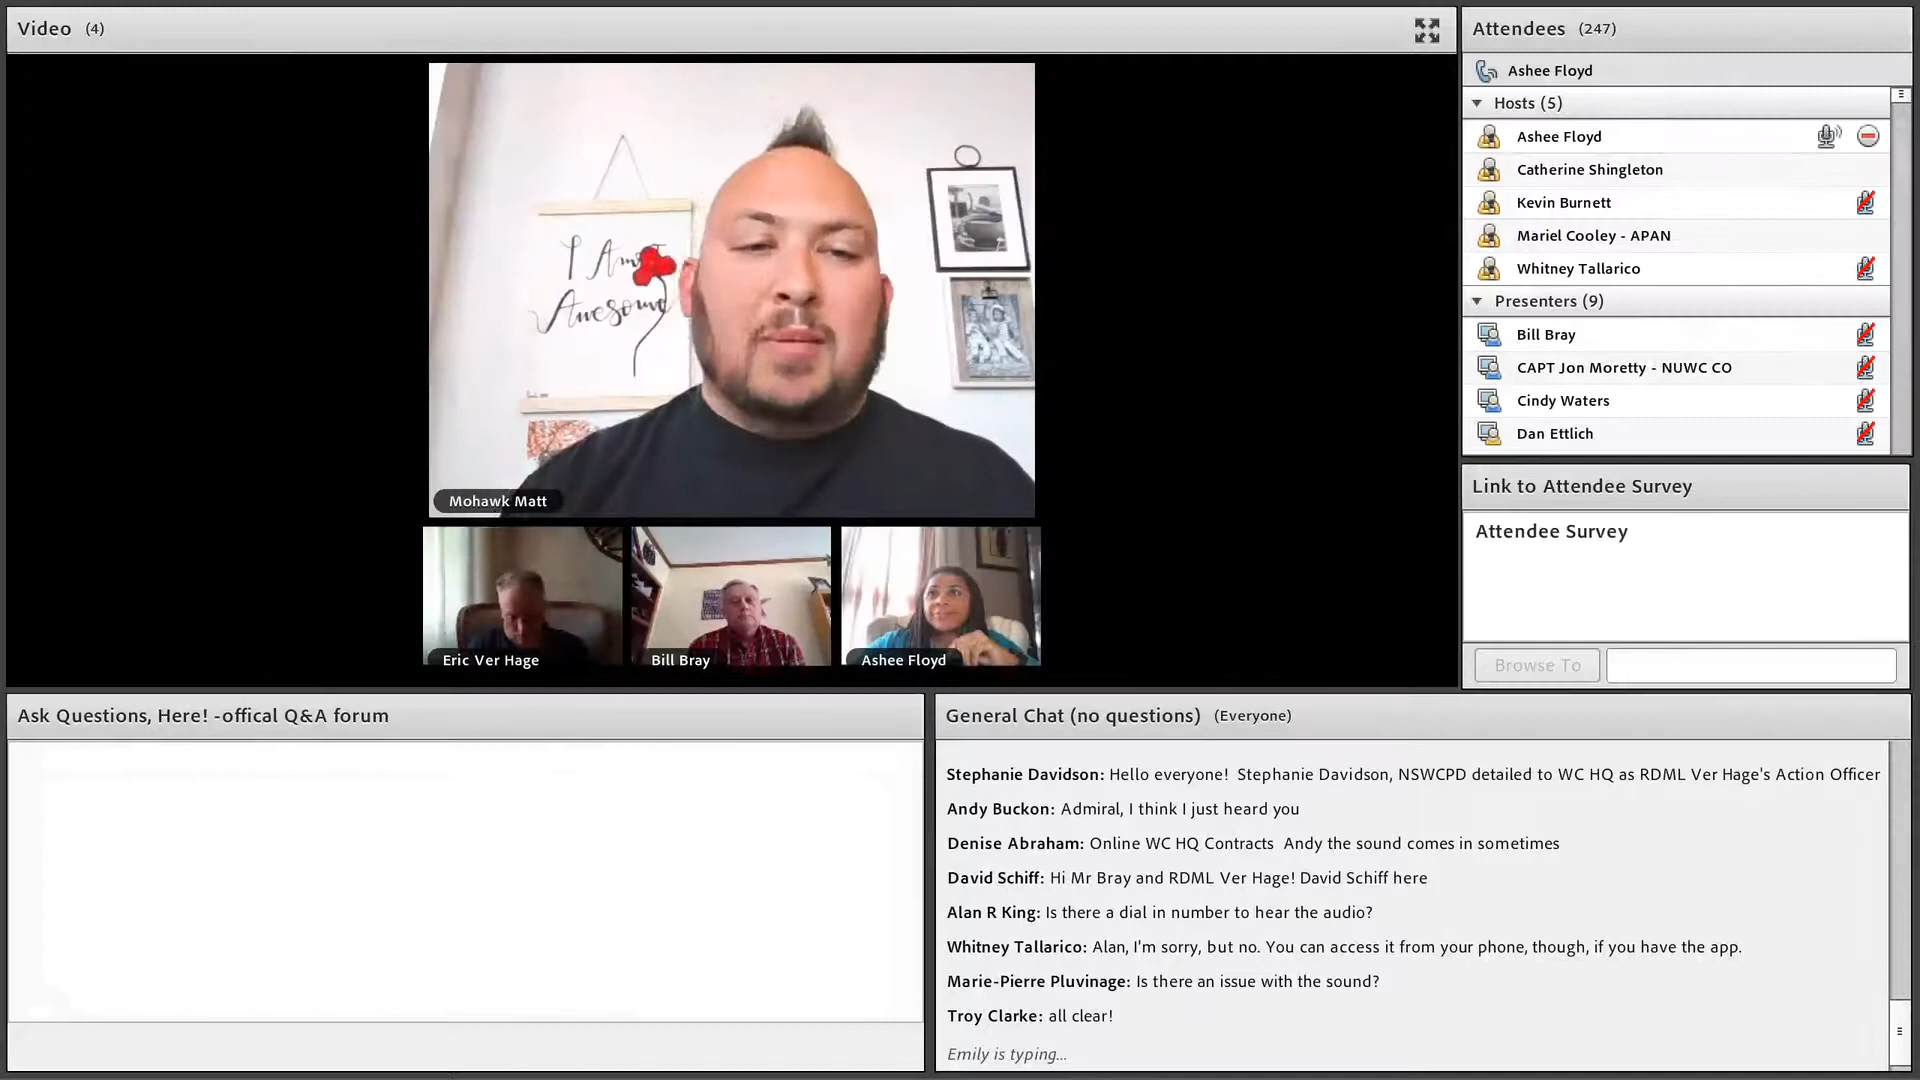 Video (4)
I Am
Awesome
Mohawk Matt
Eric Ver Hage
Bill Bray
Ashee Floyd
Attendees (247)
Ashee Floyd
Hosts (5)
Ashee Floyd
Catherine Shingleton
Kevin Burnett
Mariel Cooley - APAN
Whitney Tallarico
Presenters (9)
Bill Bray
CAPT Jon Moretty - NUWC CO
Cindy Waters
Dan Ettlich
Link to Attendee Survey
Attendee Survey
Browse To
Ask Questions, Here! -offical Q&A forum
General Chat (no questions) (Everyone)
Stephanie Davidson: Hello everyone! Stephanie Davidson, NSWCPD detailed to WC HQ as RDML Ver Hage's Action Officer
Andy Buckon: Admiral, I think I just heard you
Denise Abraham: Online WC HQ Contracts Andy the sound comes in sometimes
David Schiff: Hi Mr Bray and RDML Ver Hage! David Schiff here
Alan R King: Is there a dial in number to hear the audio?
Whitney Tallarico: Alan, I'm sorry, but no. You can access it from your phone, though, if you have the app.
Marie-Pierre Pluvinage: Is there an issue with the sound?
Troy Clarke: all clear!
Emily is typing...